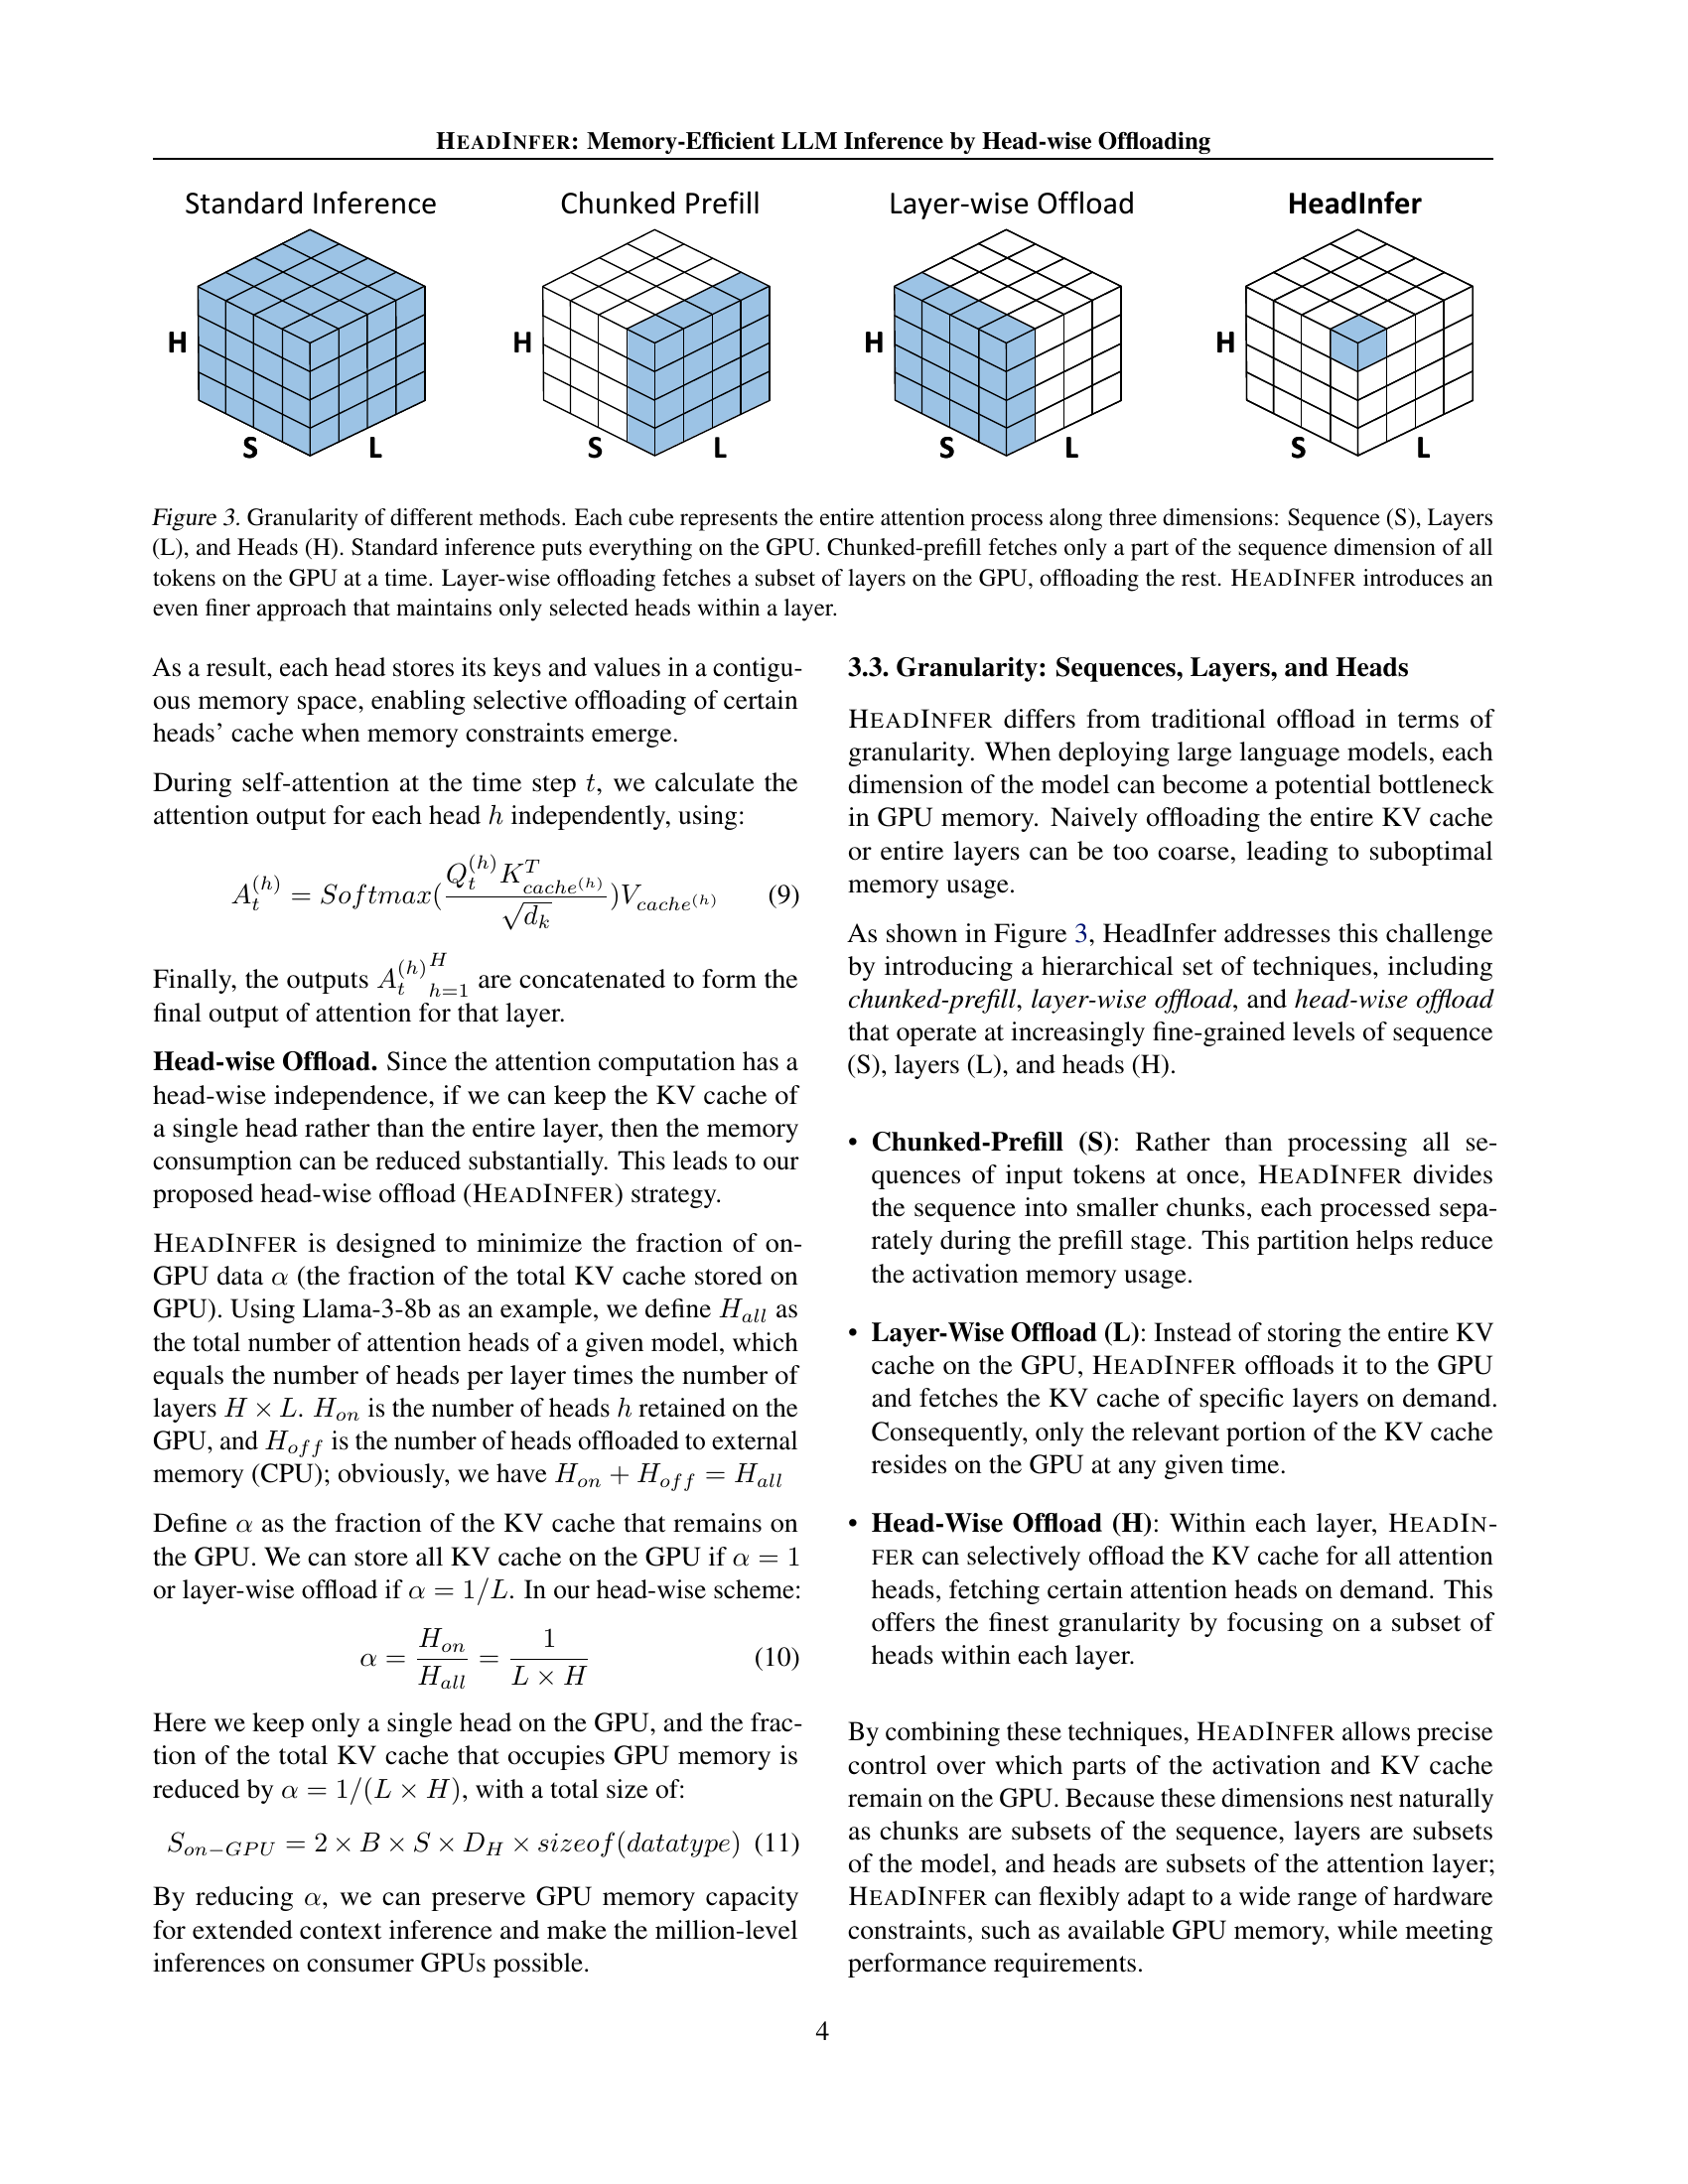 HEADINFER: Memory-Efficient LLM Inference by Head-wise Offloading
Standard Inference
Chunked Prefill
Layer-wise Offload
HeadInfer
H
S
L
H
S
L
H
S
L
H
S
L
Figure 3. Granularity of different methods. Each cube represents the entire attention process along three dimensions: Sequence (S), Layers
(L), and Heads (H). Standard inference puts everything on the GPU. Chunked-prefill fetches only a part of the sequence dimension of all
tokens on the GPU at a time. Layer-wise offloading fetches a subset of layers on the GPU, offloading the rest. HEADINFER introduces an
even finer approach that maintains only selected heads within a layer.
As a result, each head stores its keys and values in a contigu-
ous memory space, enabling selective offloading of certain
heads' cache when memory constraints emerge.
During self-attention at the time step t, we calculate the
attention output for each head h independently, using:
A_t^{(h)} = Softmax(\frac{Q_t^{(h)} K_{cache^{(h)}}^T}{\sqrt{d_k}})V_{cache^{(h)}} (9)
Finally, the outputs A_t^{(h)}{}_{h=1}^{H} are concatenated to form the
final output of attention for that layer.
Head-wise Offload. Since the attention computation has a
head-wise independence, if we can keep the KV cache of
a single head rather than the entire layer, then the memory
consumption can be reduced substantially. This leads to our
proposed head-wise offload (HEADINFER) strategy.
HEADINFER is designed to minimize the fraction of on-
GPU data α (the fraction of the total KV cache stored on
GPU). Using Llama-3-8b as an example, we define H_{all} as
the total number of attention heads of a given model, which
equals the number of heads per layer times the number of
layers H × L. H_{on} is the number of heads h retained on the
GPU, and H_{off} is the number of heads offloaded to external
memory (CPU); obviously, we have H_{on} + H_{off} = H_{all}
Define α as the fraction of the KV cache that remains on
the GPU. We can store all KV cache on the GPU if α = 1
or layer-wise offload if α = 1/L. In our head-wise scheme:
α = \frac{H_{on}}{H_{all}} = \frac{1}{L × H} (10)
Here we keep only a single head on the GPU, and the frac-
tion of the total KV cache that occupies GPU memory is
reduced by α = 1/(L × H), with a total size of:
S_{on-GPU} = 2 × B × S × D_H × sizeof(datatype) (11)
By reducing α, we can preserve GPU memory capacity
for extended context inference and make the million-level
inferences on consumer GPUs possible.
3.3. Granularity: Sequences, Layers, and Heads
HEADINFER differs from traditional offload in terms of
granularity. When deploying large language models, each
dimension of the model can become a potential bottleneck
in GPU memory. Naively offloading the entire KV cache
or entire layers can be too coarse, leading to suboptimal
memory usage.
As shown in Figure 3, HeadInfer addresses this challenge
by introducing a hierarchical set of techniques, including
chunked-prefill, layer-wise offload, and head-wise offload
that operate at increasingly fine-grained levels of sequence
(S), layers (L), and heads (H).
• Chunked-Prefill (S): Rather than processing all se-
quences of input tokens at once, HEADINFER divides
the sequence into smaller chunks, each processed sepa-
rately during the prefill stage. This partition helps reduce
the activation memory usage.
• Layer-Wise Offload (L): Instead of storing the entire KV
cache on the GPU, HEADINFER offloads it to the GPU
and fetches the KV cache of specific layers on demand.
Consequently, only the relevant portion of the KV cache
resides on the GPU at any given time.
• Head-Wise Offload (H): Within each layer, HEADIN-
FER can selectively offload the KV cache for all attention
heads, fetching certain attention heads on demand. This
offers the finest granularity by focusing on a subset of
heads within each layer.
By combining these techniques, HEADINFER allows precise
control over which parts of the activation and KV cache
remain on the GPU. Because these dimensions nest naturally
as chunks are subsets of the sequence, layers are subsets
of the model, and heads are subsets of the attention layer;
HEADINFER can flexibly adapt to a wide range of hardware
constraints, such as available GPU memory, while meeting
performance requirements.
4